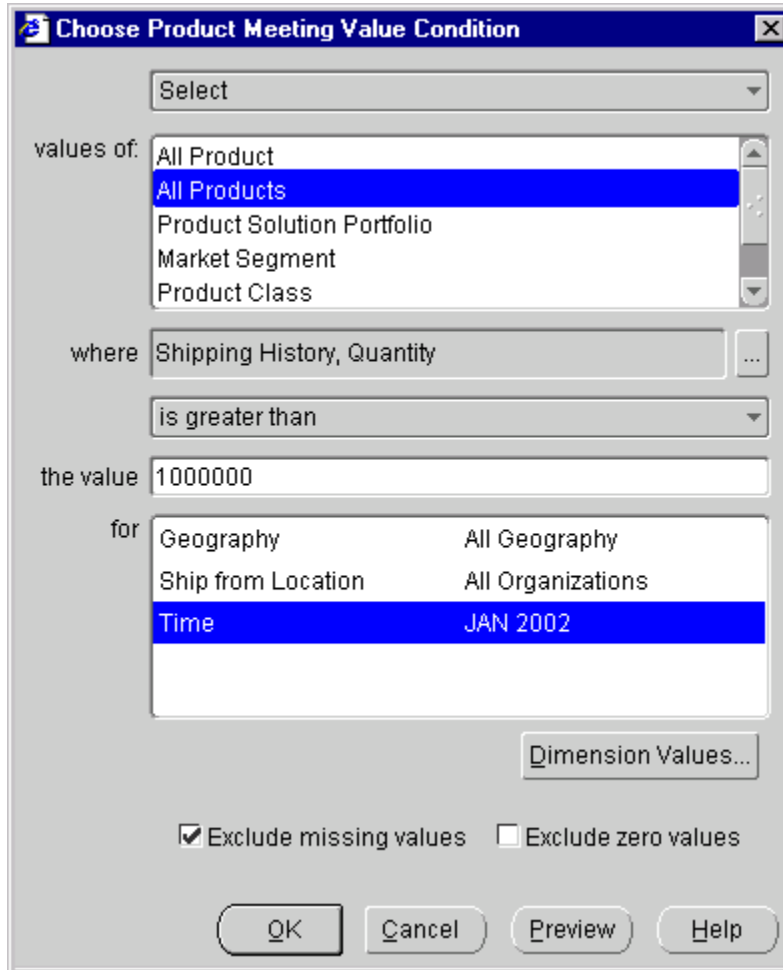 Choose Product Meeting Value Condition
Select
values of:
All Product
All Products
Product Solution Portfolio
Market Segment
Product Class
where Shipping History, Quantity ...
is greater than
the value 1000000
for
Geography All Geography
Ship from Location All Organizations
Time JAN 2002
Dimension Values...
Exclude missing values Exclude zero values
OK Cancel Preview Help